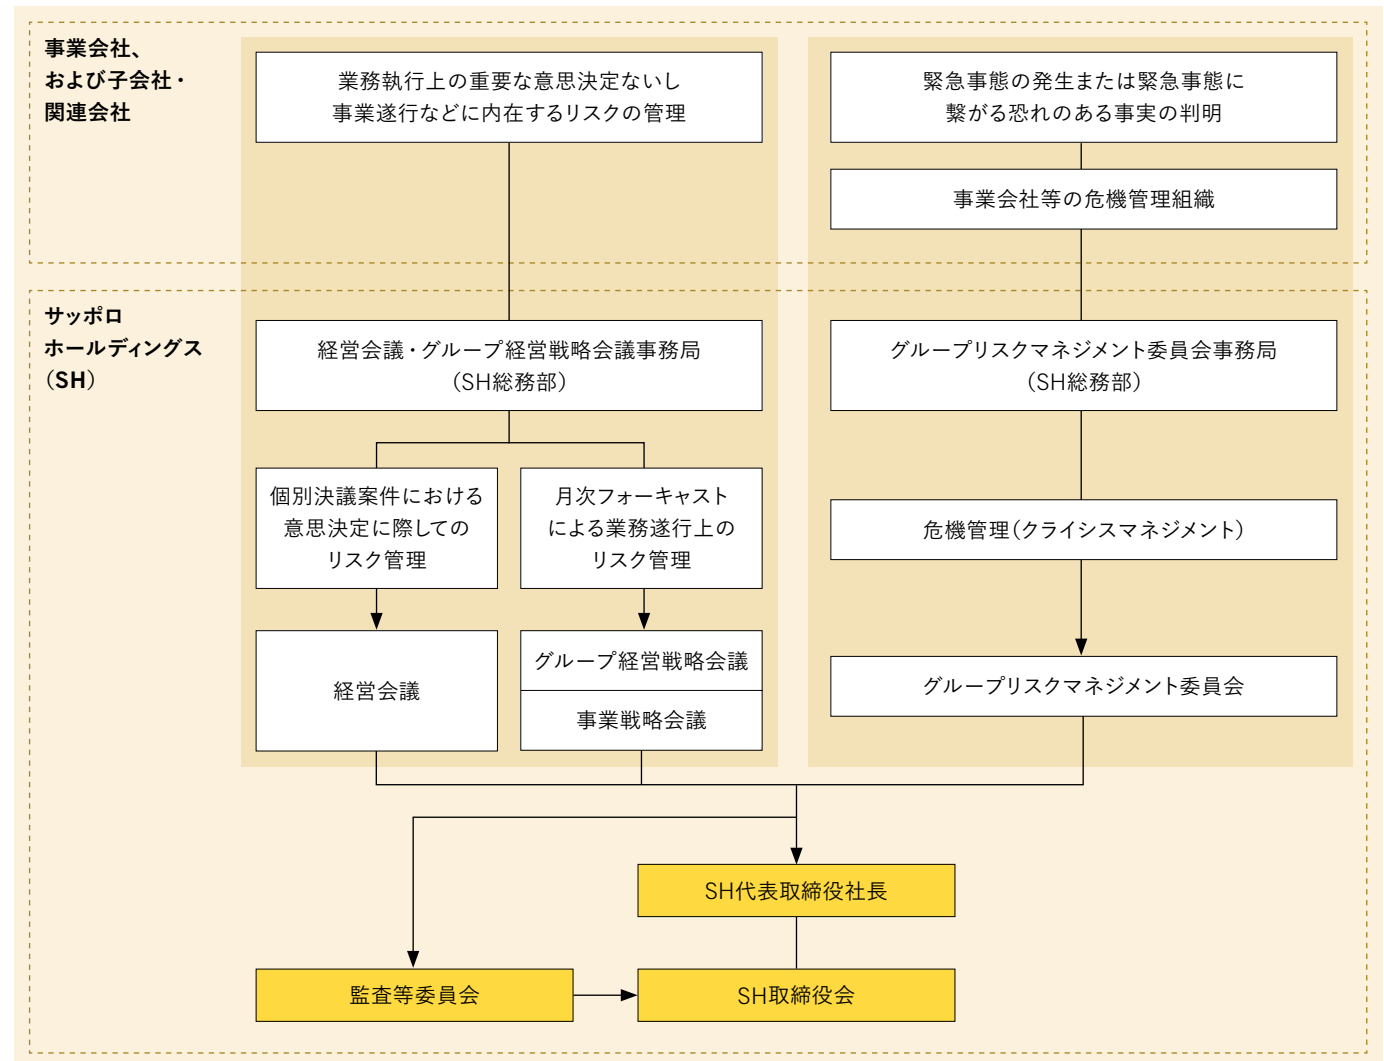 事業会社、
および子会社・
関連会社
業務執行上の重要な意思決定ないし
事業遂行などに内在するリスクの管理
緊急事態の発生または緊急事態に
繋がる恐れのある事実の判明
事業会社等の危機管理組織
サッポロ
ホールディングス
（SH）
経営会議・グループ経営戦略会議事務局
（SH総務部）
グループリスクマネジメント委員会事務局
（SH総務部）
個別決議案件における
意思決定に際しての
リスク管理
月次フォーキャスト
による業務遂行上の
リスク管理
危機管理（クライシスマネジメント）
経営会議
グループ経営戦略会議
事業戦略会議
グループリスクマネジメント委員会
SH代表取締役社長
監査等委員会
SH取締役会